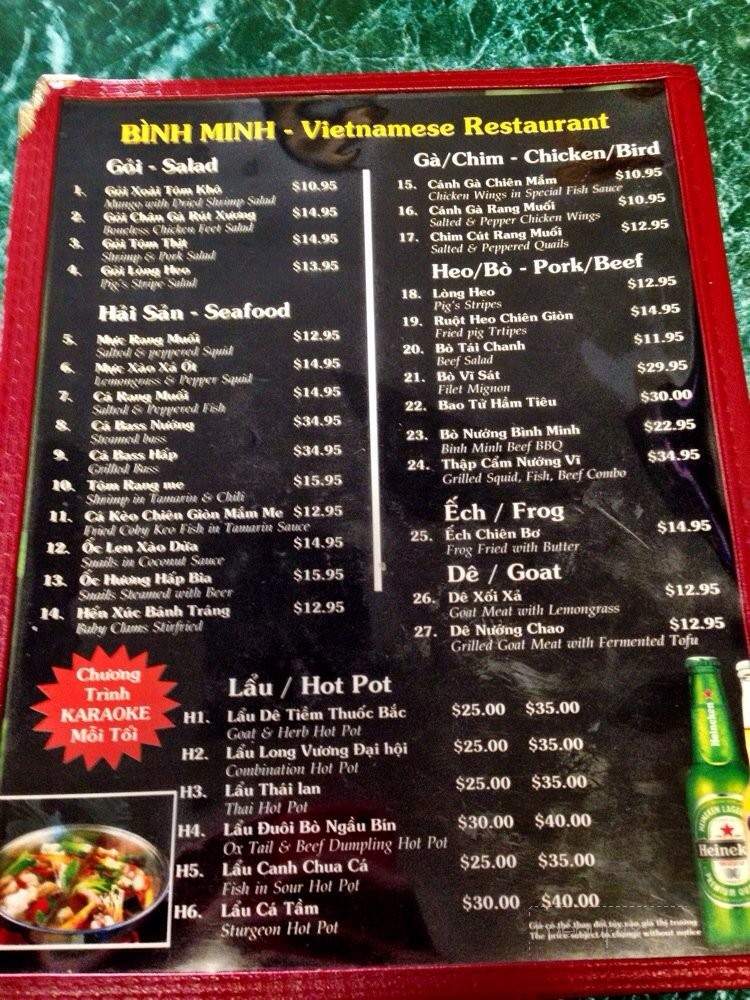 BÌNH MINH - Vietnamese Restaurant
Gỏi - Salad
1. Gỏi Xoài Tôm Khô $10.95
Mango with Dried Shrimp Salad
2. Gỏi Chân Gà Rút Xương $14.95
Boneless Chicken Feet Salad
3. Gỏi Tôm Thịt $14.95
Shrimp & Pork Salad
4. Gỏi Lòng Heo $13.95
Pig's Stripe Salad
Hải Sản - Seafood
5. Mực Rang Muối $12.95
Salted & peppered Squid
6. Mực Xào Xả Ớt $14.95
Lemongrass & Pepper Squid
7. Cá Rang Muối $14.95
Salted & Peppered Fish
8. Cá Bass Nướng $34.95
Steamed bass
9. Cá Bass Hấp $34.95
Grilled Bass
10. Tôm Rang me $15.95
Shrimp in Tamarin & Chili
11. Cá Kèo Chiên Giòn Mắm Me $12.95
Fried Coby Keo Fish in Tamarin Sauce
12. Ốc Len Xào Dừa $14.95
Snails in Coconut Sauce
13. Ốc Hương Hấp Bia $15.95
Snails Steamed with Beer
14. Hến Xúc Bánh Tráng $12.95
Baby Clams Stirfried
Gà/Chim - Chicken/Bird
15. Cánh Gà Chiên Mắm $10.95
Chicken Wings in Special Fish Sauce
16. Cánh Gà Rang Muối $10.95
Salted & Pepper Chicken Wings
17. Chim Cút Rang Muối $12.95
Salted & Peppered Quails
Heo/Bò - Pork/Beef
18. Lòng Heo $12.95
Pig's Stripes
19. Ruột Heo Chiên Giòn $14.95
Fried pig Trtipes
20. Bò Tái Chanh $11.95
Beef Salad
21. Bò Vĩ Sắt $29.95
Filet Mignon
22. Bao Tử Hầm Tiêu $30.00
23. Bò Nướng Bình Minh $22.95
Binh Minh Beef BBQ
24. Thập Cẩm Nướng Vĩ $34.95
Grilled Squid, Fish, Beef Combo
Ếch / Frog
25. Ếch Chiên Bơ $14.95
Frog Fried with Butter
Dê / Goat
26. Dê Xối Xả $12.95
Goat Meat with Lemongrass
27. Dê Nướng Chao $12.95
Grilled Goat Meat with Fermented Tofu
Chương
Trình
KARAOKE
Mỗi Tối
Lẩu / Hot Pot
H1. Lẩu Dê Tiềm Thuốc Bắc $25.00 $35.00
Goat & Herb Hot Pot
H2. Lẩu Long Vương Đại hội $25.00 $35.00
Combination Hot Pot
H3. Lẩu Thái lan $25.00 $35.00
Thai Hot Pot
H4. Lẩu Đuôi Bò Ngầu Bín $30.00 $40.00
Ox Tail & Beef Dumpling Hot Pot
H5. Lẩu Canh Chua Cá $25.00 $35.00
Fish in Sour Hot Pot
H6. Lẩu Cá Tầm $30.00 $40.00
Sturgeon Hot Pot
Heineken
HEINEKEN LAGER
Heinek
PREMIUM
Giá có thể thay đổi tùy vào giá thị trường
The price subject to change without notice